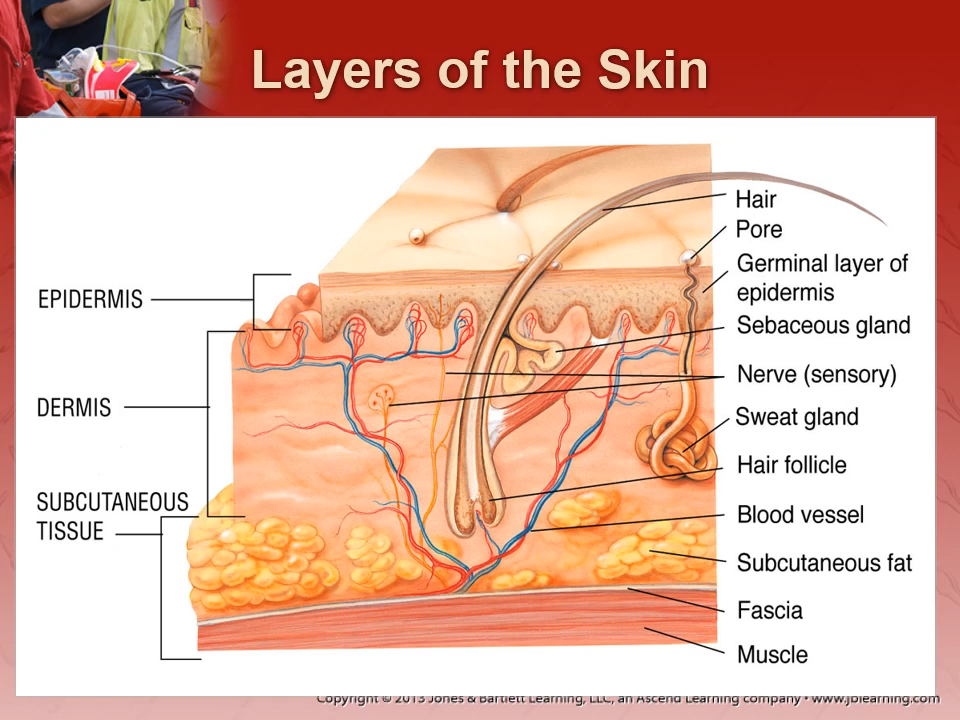 Layers of the Skin
EPIDERMIS
DERMIS
SUBCUTANEOUS
TISSUE
Hair
Pore
Germinal layer of
epidermis
Sebaceous gland
Nerve (sensory)
Sweat gland
Hair follicle
Blood vessel
Subcutaneous fat
Fascia
Muscle
Copyright © 2013 Jones & Bartlett Learning, LLC, an Ascend Learning company • www.jblearning.com